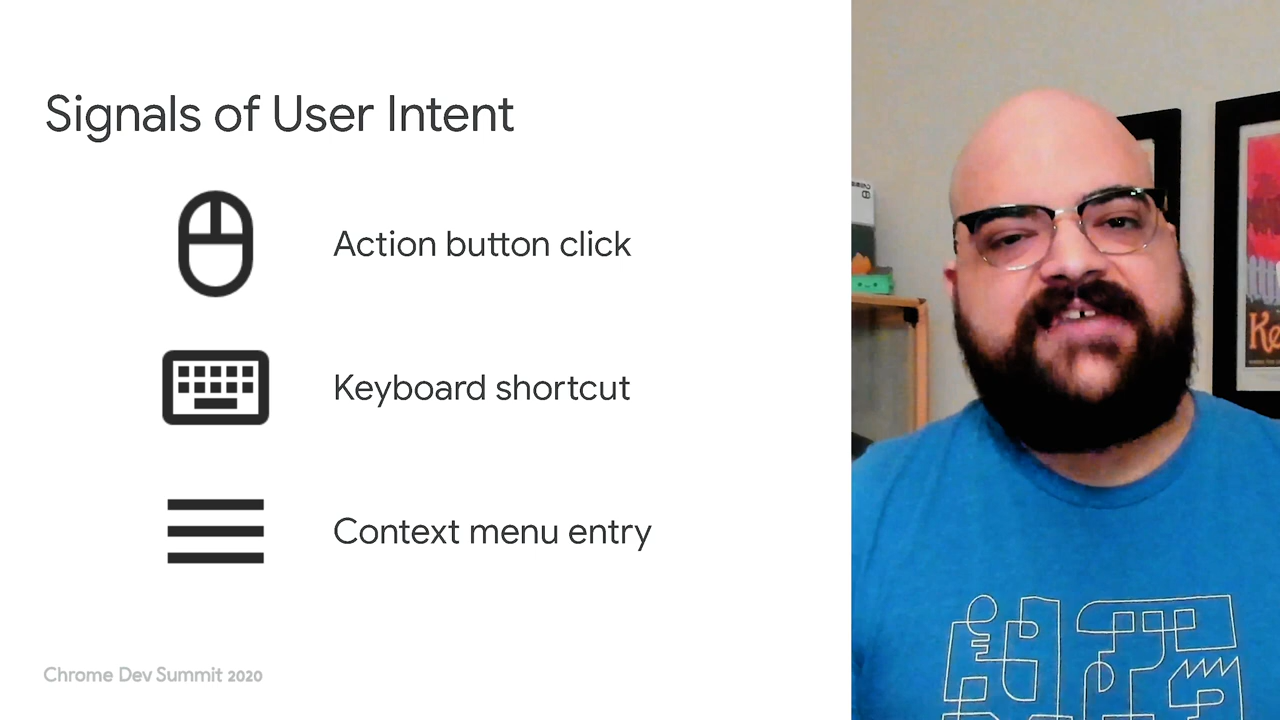 Signals of User Intent
Action button click
Keyboard shortcut
Context menu entry
Chrome Dev Summit 2020